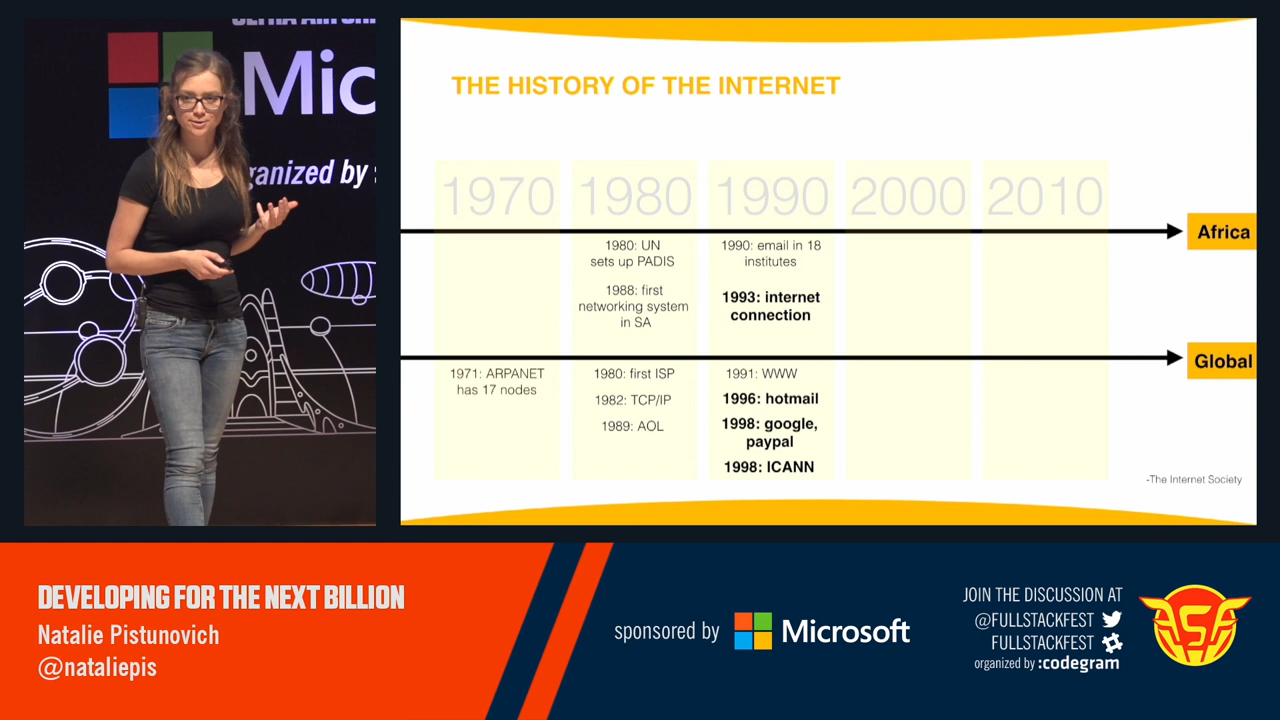 Mic
ganized by
THE HISTORY OF THE INTERNET
1970 1980 1990 2000 2010
Africa
1980: UN
sets up PADIS
1988: first
networking system
in SA
1990: email in 18
institutes
1993: internet
connection
Global
1971: ARPANET
has 17 nodes
1980: first ISP
1982: TCP/IP
1989: AOL
1991: WWW
1996: hotmail
1998: google,
paypal
1998: ICANN
-The Internet Society
DEVELOPING FOR THE NEXT BILLION
Natalie Pistunovich
@nataliepis
sponsored by Microsoft
JOIN THE DISCUSSION AT
@FULLSTACKFEST
FULLSTACKFEST
organized by :codegram
FSF